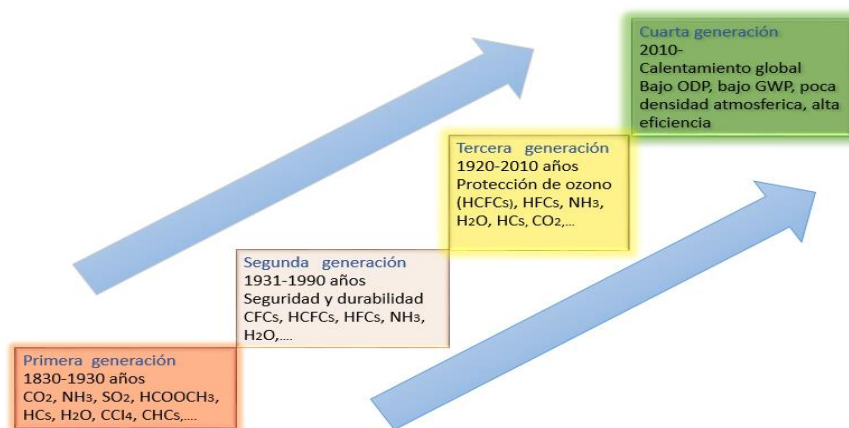 Cuarta generación
2010-
Calentamiento global
Bajo ODP, bajo GWP, poca
densidad atmosferica, alta
eficiencia
Tercera generación
1920-2010 años
Protección de ozono
(HCFCs), HFCs, NH₃,
H₂O, HCs, CO₂,...
Segunda generación
1931-1990 años
Seguridad y durabilidad
CFCs, HCFCs, HFCs, NH₃,
H₂O,....
Primera generación
1830-1930 años
CO₂, NH₃, SO₂, HCOOCH₃,
HCs, H₂O, CCl₄, CHCs,....